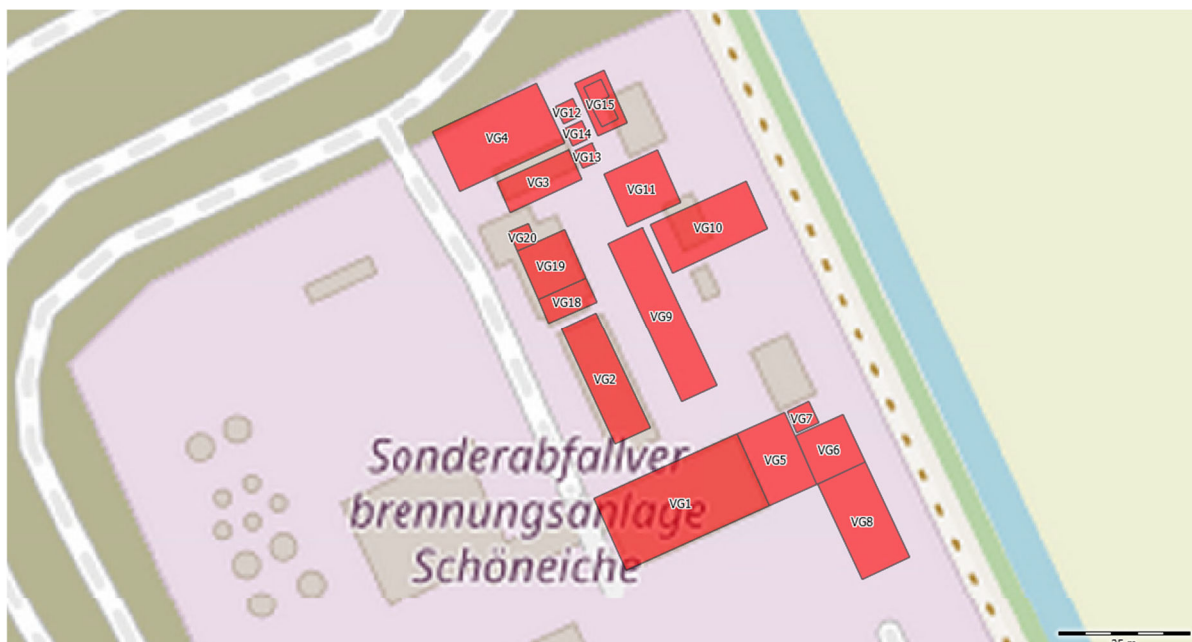 VG15
VG12
VG4
VG14
VG13
VG3
VG11
VG10
VG20
VG19
VG18
VG9
VG2
VG7
VG6
VG5
VG1
VG8
Sonderabfallver
brennungsanlage
Schöneiche
25 m